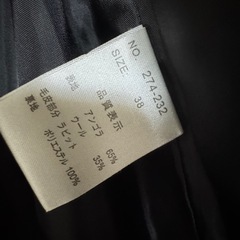 NO. 274-232
SIZE. 38
品質表示
表地
アンゴラ 65%
ウール 35%
毛皮部分 ラビット
裏地 ポリエステル 100%